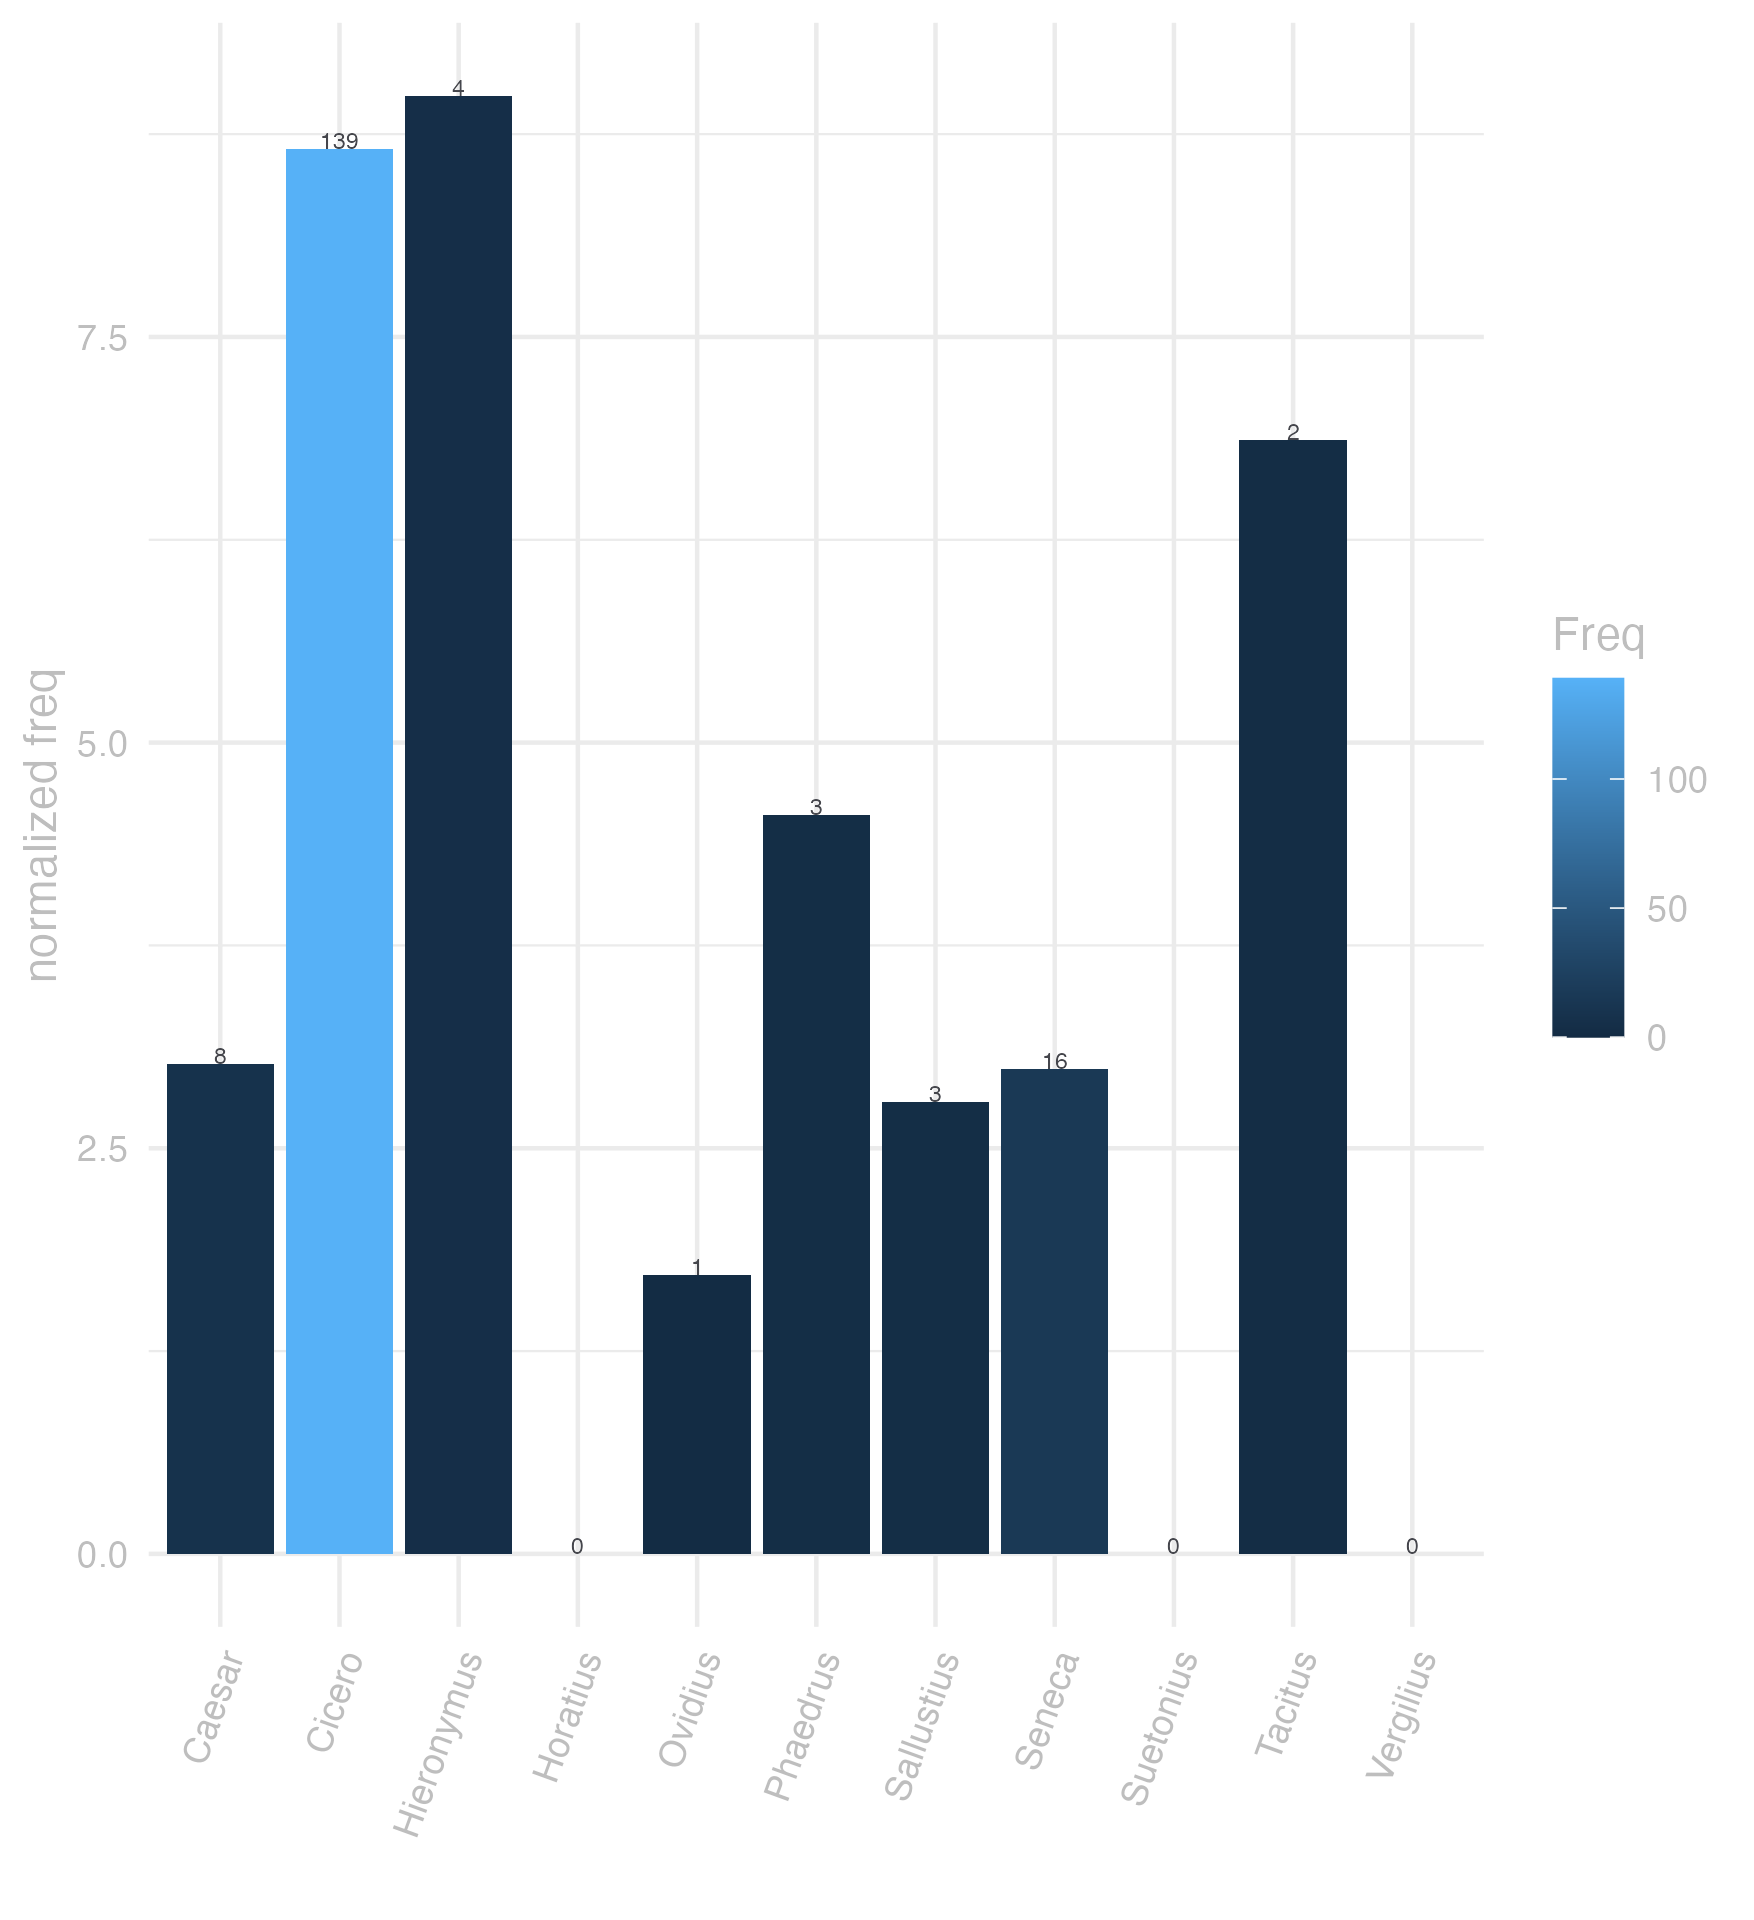 4
139
7.5
2
Freq
normalized freq
100
5.0
3
50
8
16
0
3
2.5
1
0.0
0
0
0
Caesar
Cicero
Hieronymus
Horatius
Ovidius
Phaedrus
Sallustius
Seneca
Suetonius
Tacitus
Vergilius